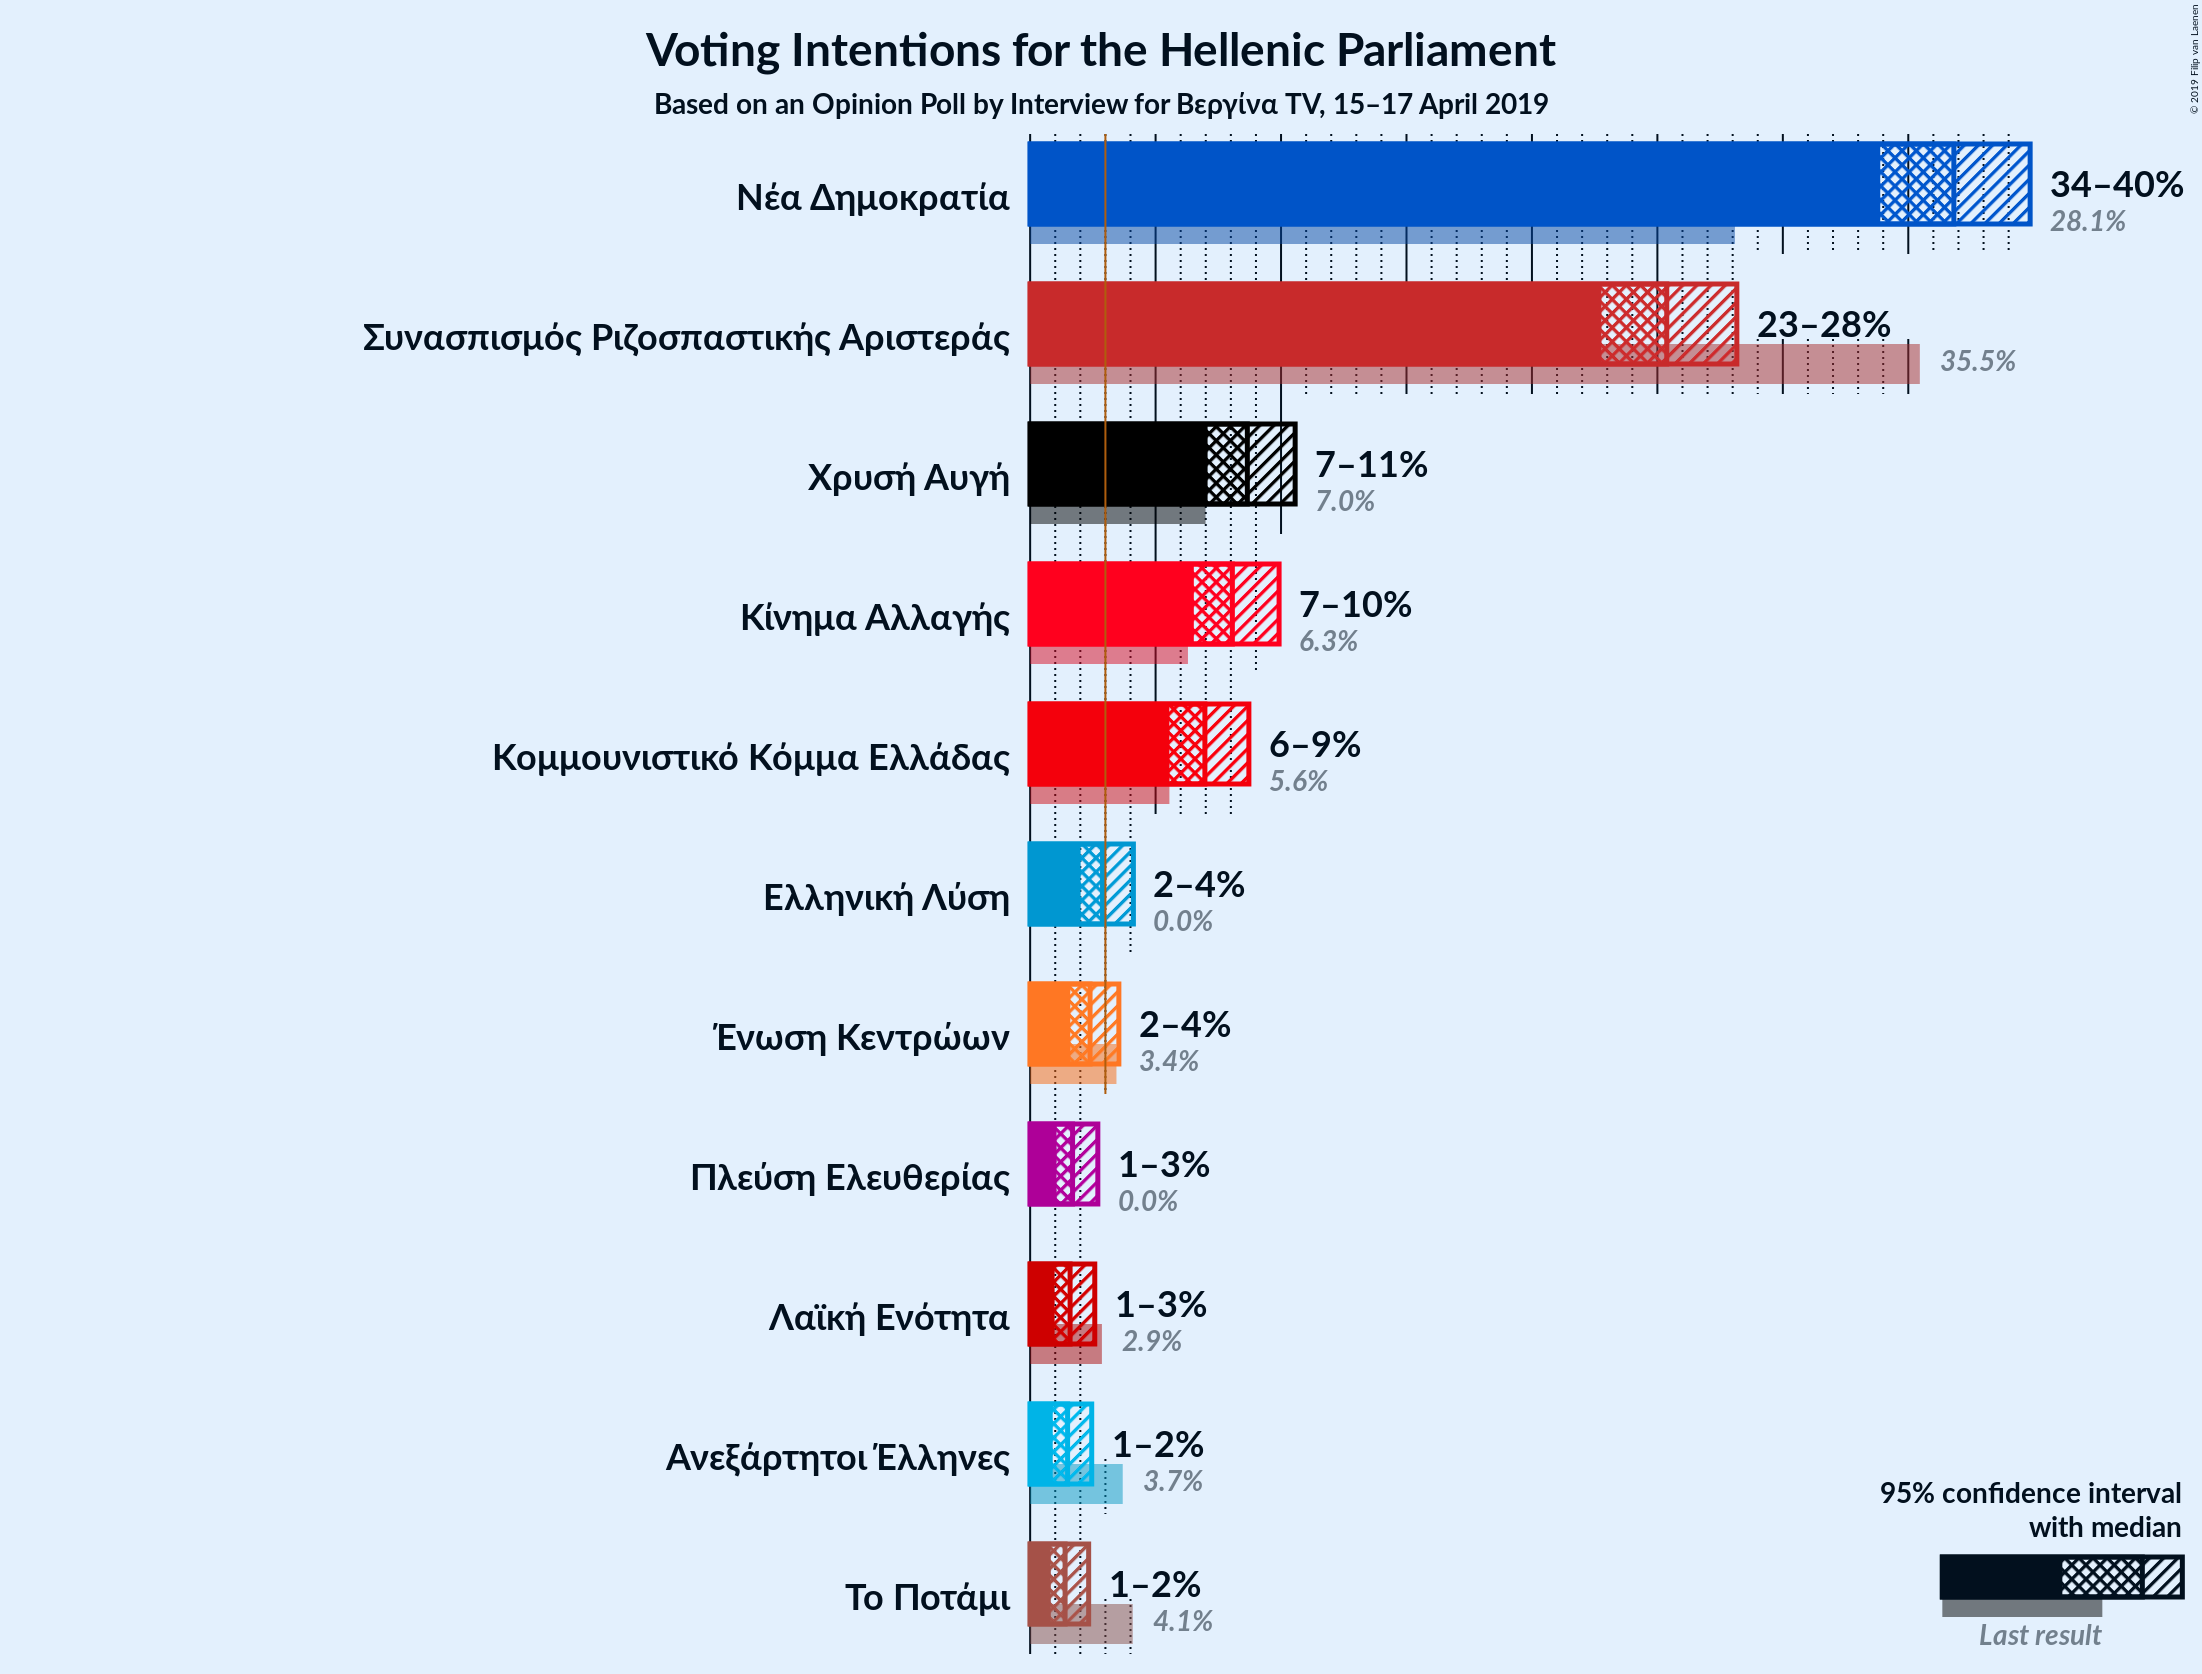 Voting Intentions for the Hellenic Parliament
Based on an Opinion Poll by Interview for Βεργίνα TV, 15–17 April 2019
© 2019 Filip van Laenen
Νέα Δημοκρατία
34–40%
28.1%
Συνασπισμός Ριζοσπαστικής Αριστεράς
23–28%
35.5%
Χρυσή Αυγή
7–11%
7.0%
Κίνημα Αλλαγής
7–10%
6.3%
Κομμουνιστικό Κόμμα Ελλάδας
6–9%
5.6%
Ελληνική Λύση
2–4%
0.0%
Ένωση Κεντρώων
2–4%
3.4%
Πλεύση Ελευθερίας
1–3%
0.0%
Λαϊκή Ενότητα
1–3%
2.9%
Ανεξάρτητοι Έλληνες
1–2%
3.7%
Το Ποτάμι
1–2%
4.1%
95% confidence interval
with median
Last result